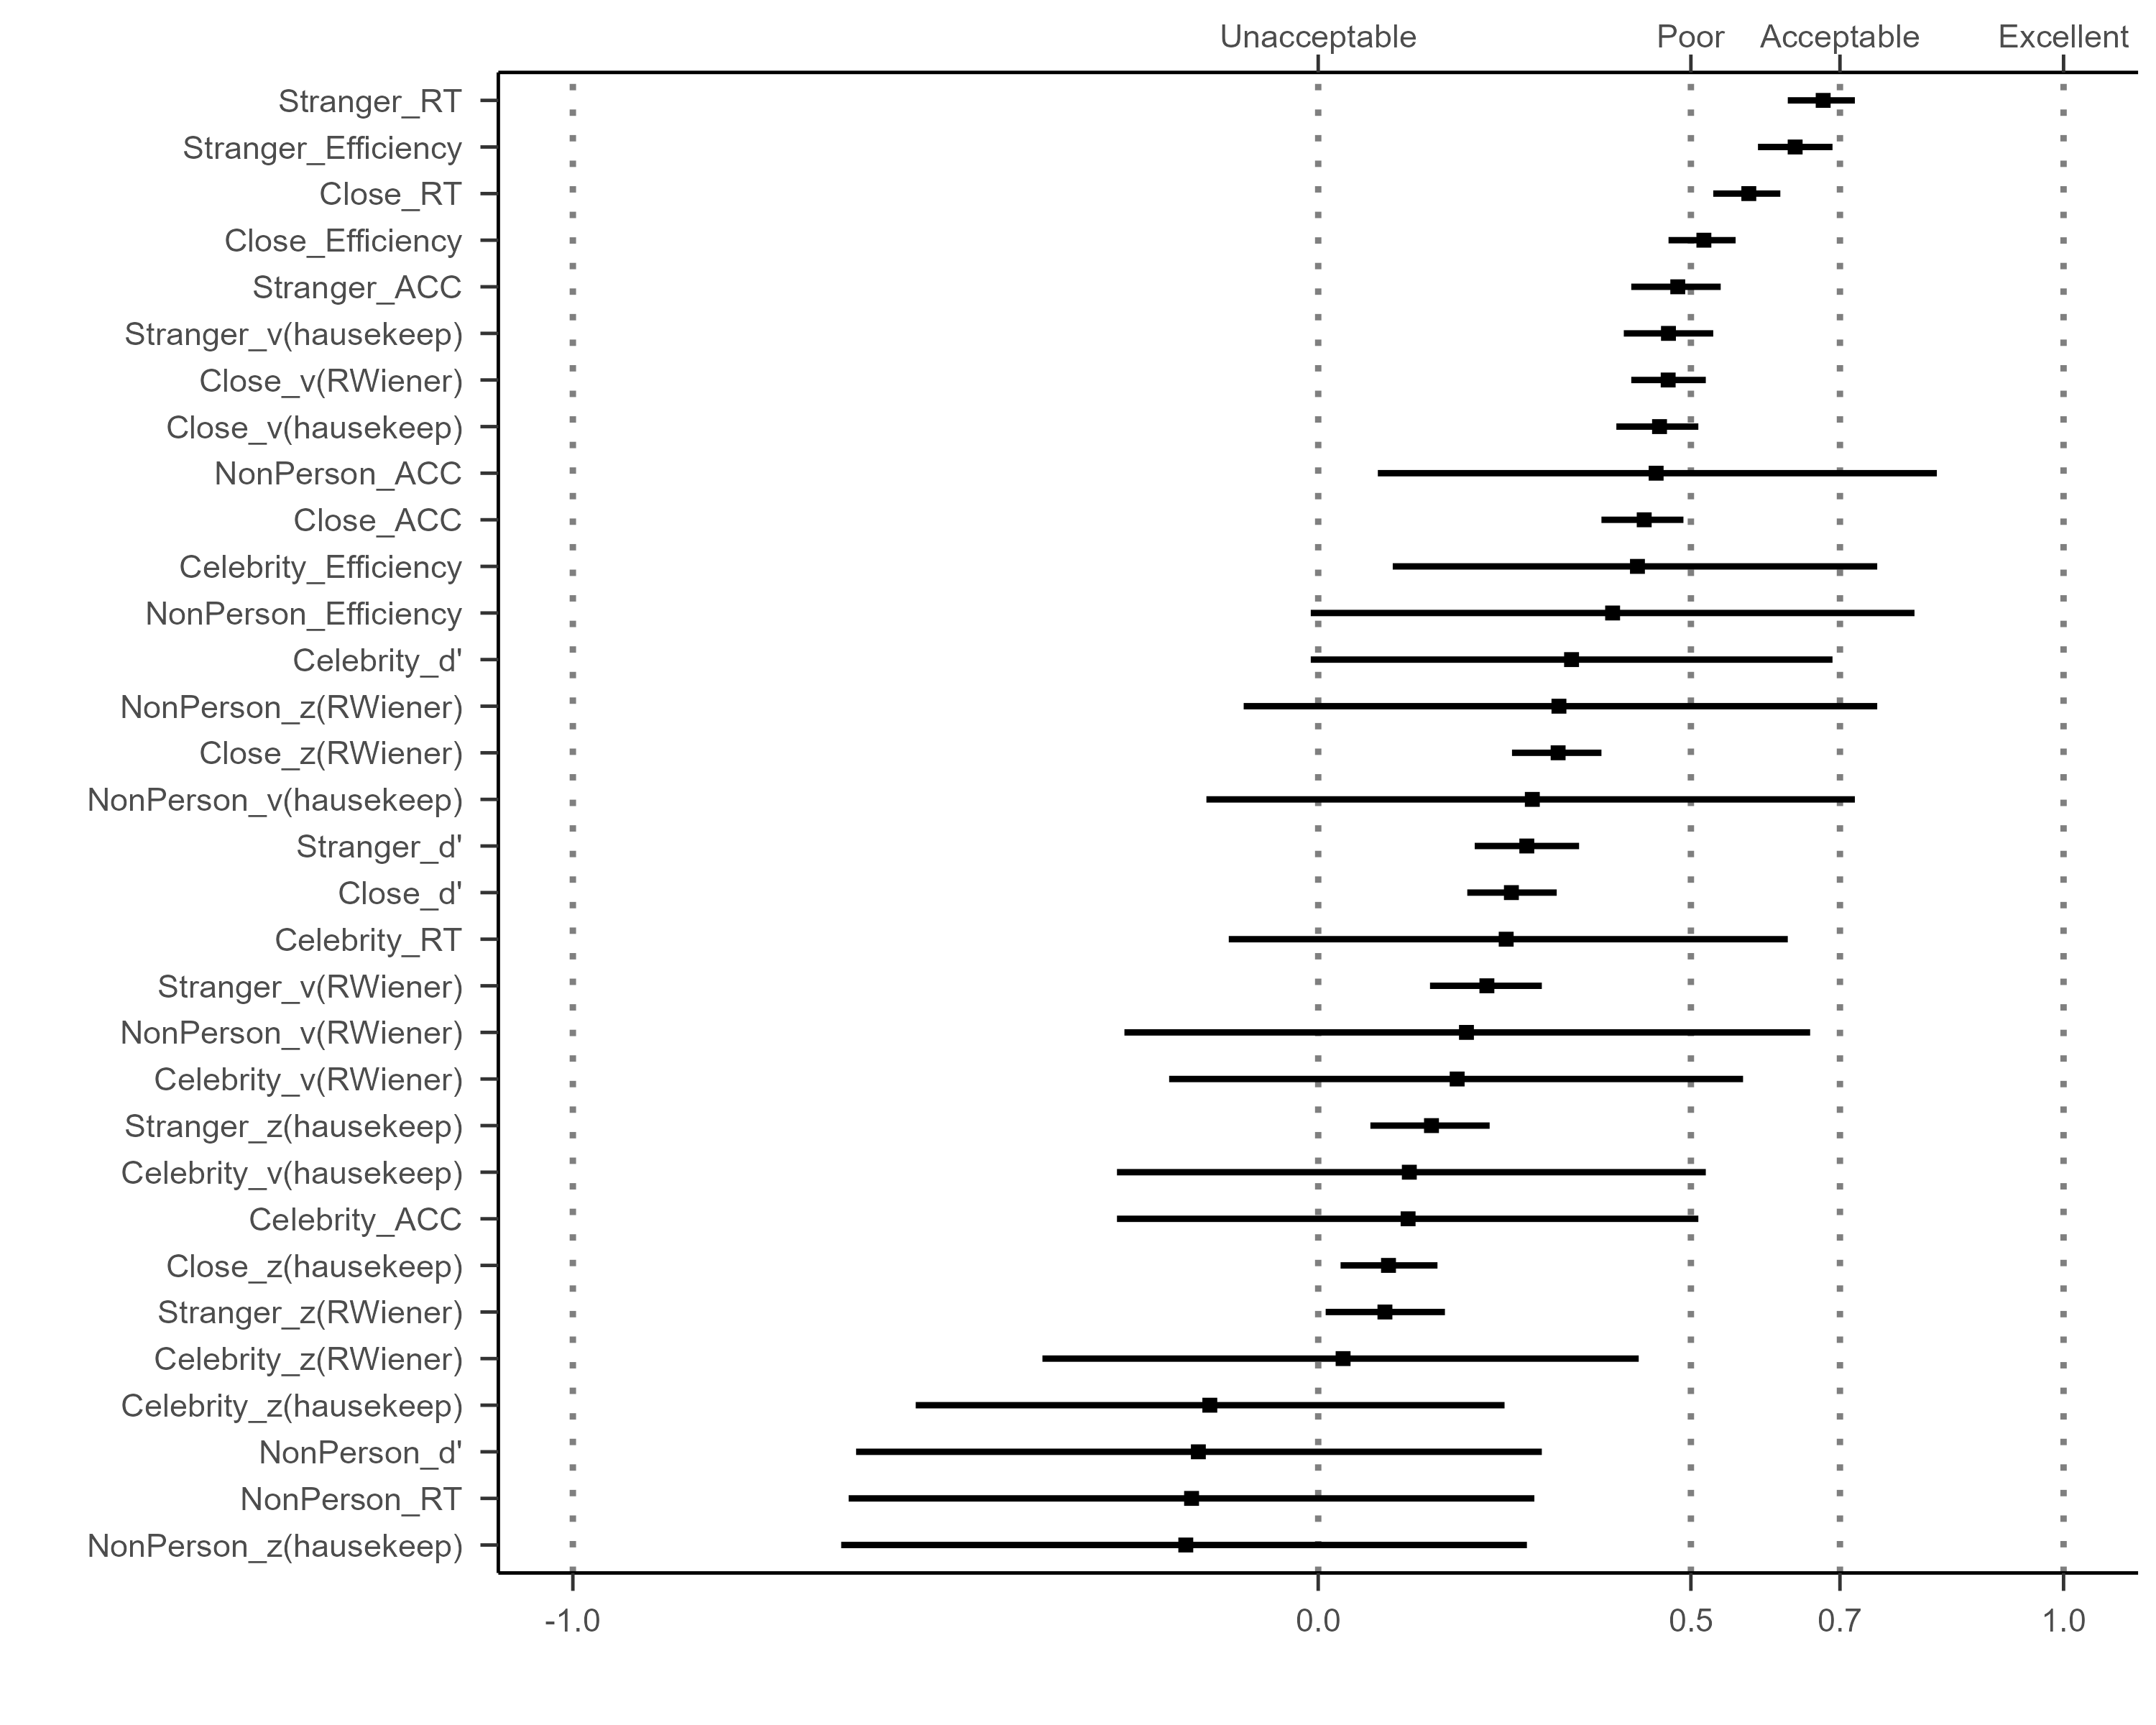 Unacceptable Poor Acceptable Excellent
Stranger_RT
Stranger_Efficiency
Close_RT
Close_Efficiency
Stranger_ACC
Stranger_v(hausekeep)
Close_v(RWiener)
Close_v(hausekeep)
NonPerson_ACC
Close_ACC
Celebrity_Efficiency
NonPerson_Efficiency
Celebrity_d'
NonPerson_z(RWiener)
Close_z(RWiener)
NonPerson_v(hausekeep)
Stranger_d'
Close_d'
Celebrity_RT
Stranger_v(RWiener)
NonPerson_v(RWiener)
Celebrity_v(RWiener)
Stranger_z(hausekeep)
Celebrity_v(hausekeep)
Celebrity_ACC
Close_z(hausekeep)
Stranger_z(RWiener)
Celebrity_z(RWiener)
Celebrity_z(hausekeep)
NonPerson_d'
NonPerson_RT
NonPerson_z(hausekeep)
-1.0 0.0 0.5 0.7 1.0